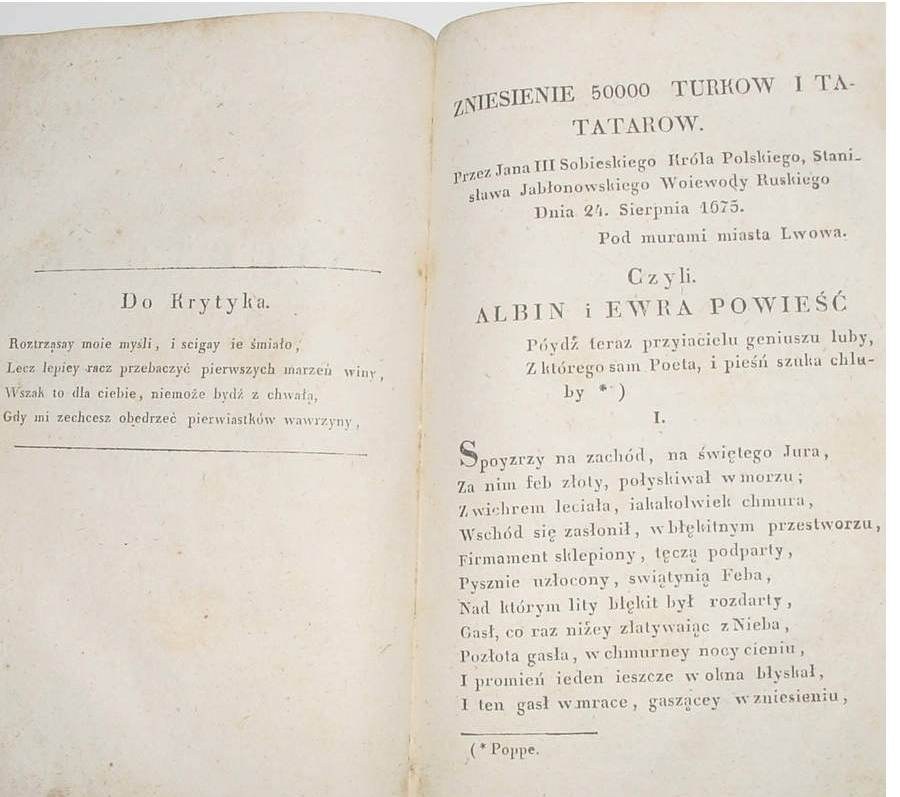 Do Krytyka.
Roztrząsay moie mysli, i scigay ie śmiało,
Lecz lepiey racz przebaczyć pierwszych marzeń winy,
Wszak to dla ciebie, niemoże bydź z chwałą,
Gdy mi zechcesz obedrzeć pierwiastków wawrzyny,
ZNIESIENIE 50000 TURKOW I TA-
TATAROW.
Przez Jana III Sobieskiego Króla Polskiego, Stani-
sława Jabłonowskiego Woiewody Ruskiego
Dnia 24. Sierpnia 1675.
Pod murami miasta Lwowa.
Czyli.
ALBIN i EWRA POWIEŚĆ
Póydź teraz przyiacielu geniuszu luby,
Z którego sam Poeta, i pieśń szuka chlu-
by *)
I.
Spoyzrzy na zachód, na świętego Jura,
Za nim feb złoty, połyskiwał w morzu;
Z wichrem leciała, iakakolwiek chmura,
Wschód się zasłonił, w błękitnym przestworzu,
Firmament sklepiony, tęczą podparty,
Pysznie uzłocony, swiątynią Feba,
Nad którym lity błękit był rozdarty,
Gasł, co raz niżey zlatywaiąc z Nieba,
Pozłota gasła, w chmurney nocy cieniu,
I promień ieden ieszcze w okna błyskał,
I ten gasł w mrace, gaszącey w zniesieniu,
(* Poppe.